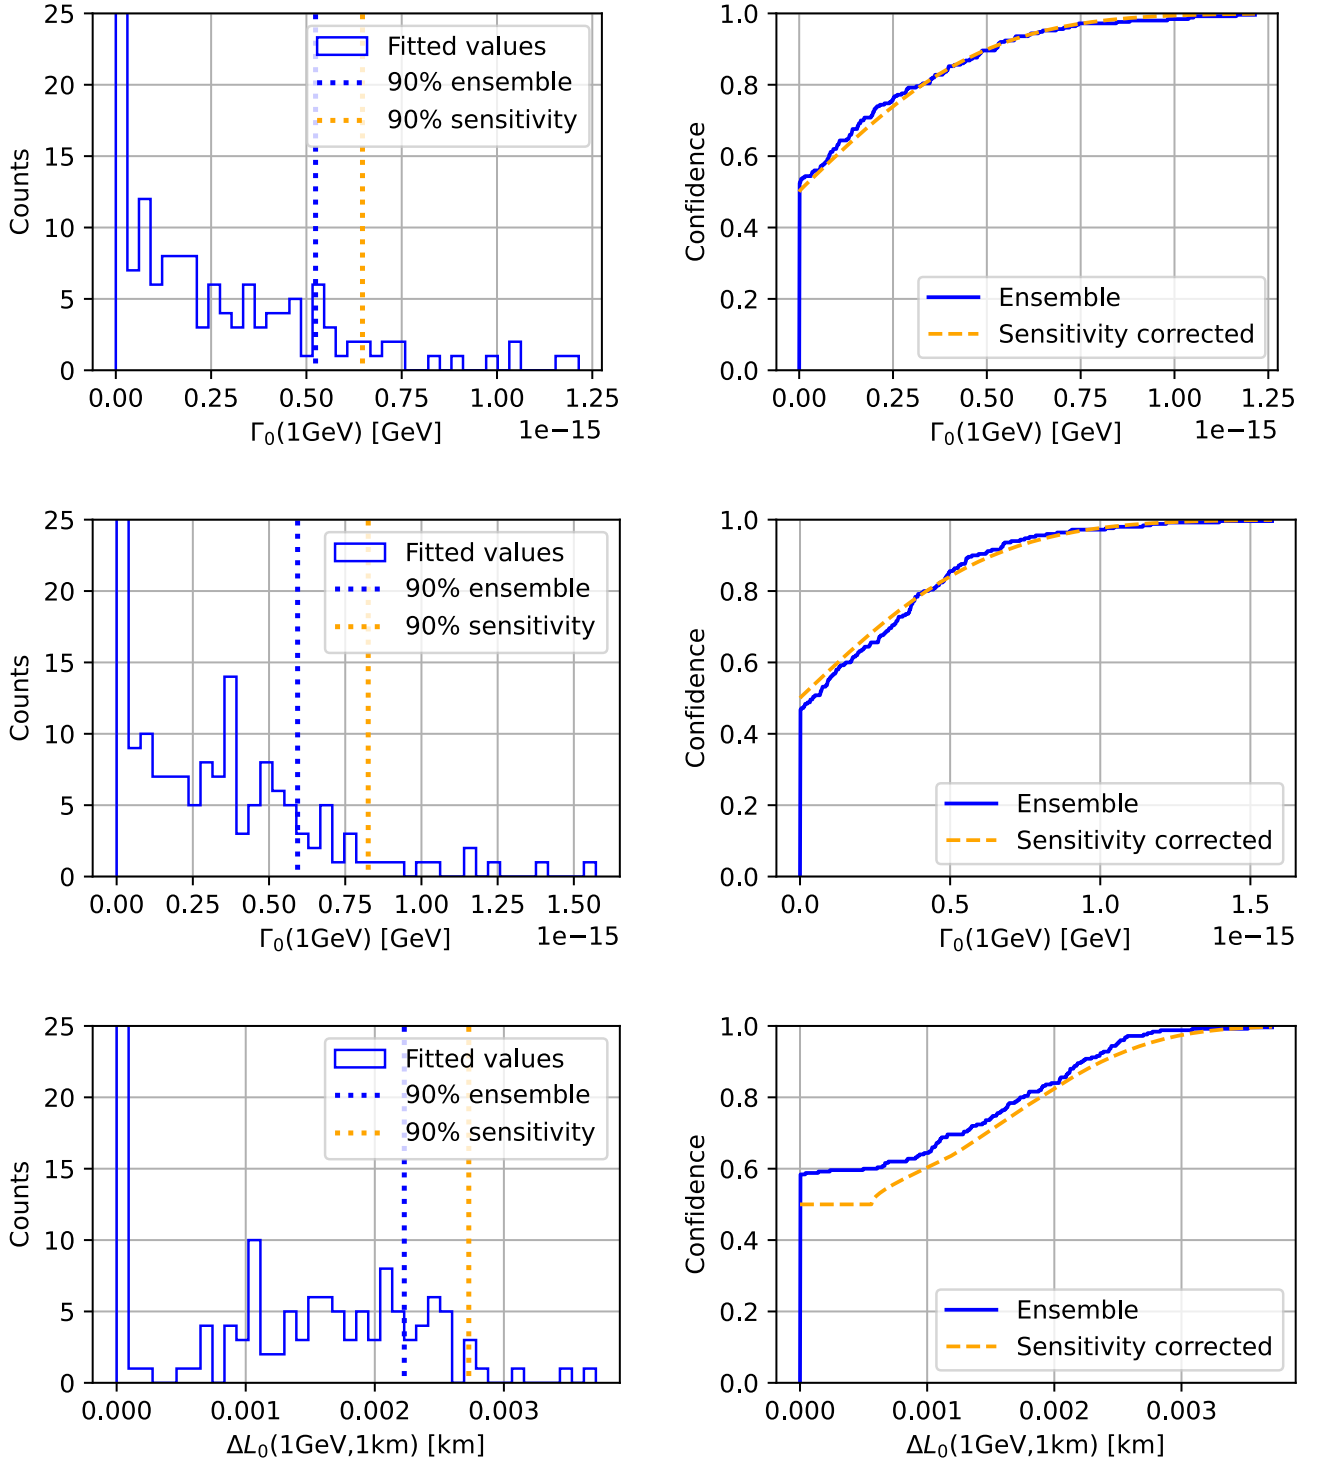 25
20
15
10
5
0
Counts
Fitted values
90% ensemble
90% sensitivity
0.00 0.25 0.50 0.75 1.00 1.25
Γ₀(1GeV) [GeV] 1e−15
1.0
0.8
0.6
0.4
0.2
0.0
Confidence
Ensemble
Sensitivity corrected
0.00 0.25 0.50 0.75 1.00 1.25
Γ₀(1GeV) [GeV] 1e−15
25
20
15
10
5
0
Counts
Fitted values
90% ensemble
90% sensitivity
0.00 0.25 0.50 0.75 1.00 1.25 1.50
Γ₀(1GeV) [GeV] 1e−15
1.0
0.8
0.6
0.4
0.2
0.0
Confidence
Ensemble
Sensitivity corrected
0.0 0.5 1.0 1.5
Γ₀(1GeV) [GeV] 1e−15
25
20
15
10
5
0
Counts
Fitted values
90% ensemble
90% sensitivity
0.000 0.001 0.002 0.003
ΔL₀(1GeV,1km) [km]
1.0
0.8
0.6
0.4
0.2
0.0
Confidence
Ensemble
Sensitivity corrected
0.000 0.001 0.002 0.003
ΔL₀(1GeV,1km) [km]